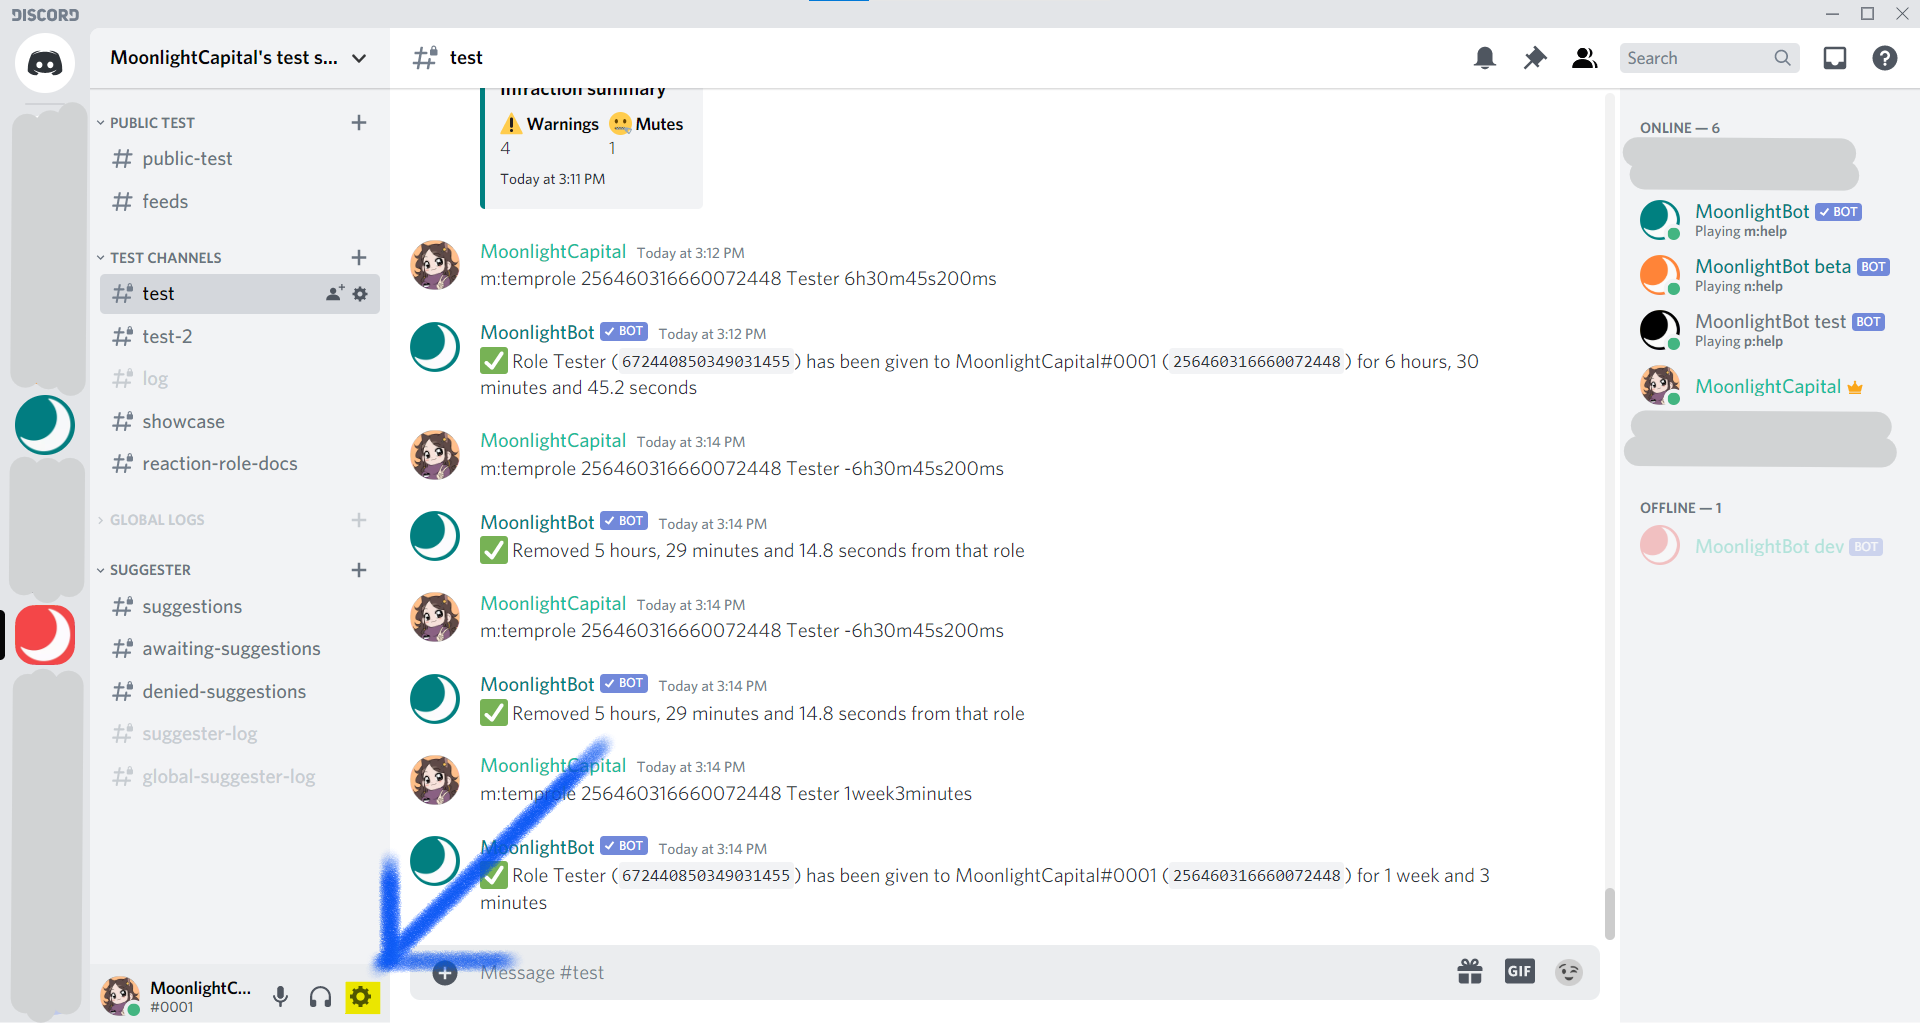 DISCORD
MoonlightCapital's test s...
test
Search
PUBLIC TEST
public-test
feeds
TEST CHANNELS
test
test-2
log
showcase
reaction-role-docs
GLOBAL LOGS
SUGGESTER
suggestions
awaiting-suggestions
denied-suggestions
suggester-log
global-suggester-log
MoonlightC...
#0001
Infraction summary
Warnings Mutes
4 1
Today at 3:11 PM
MoonlightCapital Today at 3:12 PM
m:temprole 256460316660072448 Tester 6h30m45s200ms
MoonlightBot BOT Today at 3:12 PM
Role Tester (672440850349031455) has been given to MoonlightCapital#0001 (256460316660072448) for 6 hours, 30
minutes and 45.2 seconds
MoonlightCapital Today at 3:14 PM
m:temprole 256460316660072448 Tester -6h30m45s200ms
MoonlightBot BOT Today at 3:14 PM
Removed 5 hours, 29 minutes and 14.8 seconds from that role
MoonlightCapital Today at 3:14 PM
m:temprole 256460316660072448 Tester -6h30m45s200ms
MoonlightBot BOT Today at 3:14 PM
Removed 5 hours, 29 minutes and 14.8 seconds from that role
MoonlightCapital Today at 3:14 PM
m:temprole 256460316660072448 Tester 1week3minutes
MoonlightBot BOT Today at 3:14 PM
Role Tester (672440850349031455) has been given to MoonlightCapital#0001 (256460316660072448) for 1 week and 3
minutes
Message #test
GIF
ONLINE — 6
MoonlightBot BOT
Playing m:help
MoonlightBot beta BOT
Playing n:help
MoonlightBot test BOT
Playing p:help
MoonlightCapital
OFFLINE — 1
MoonlightBot dev BOT